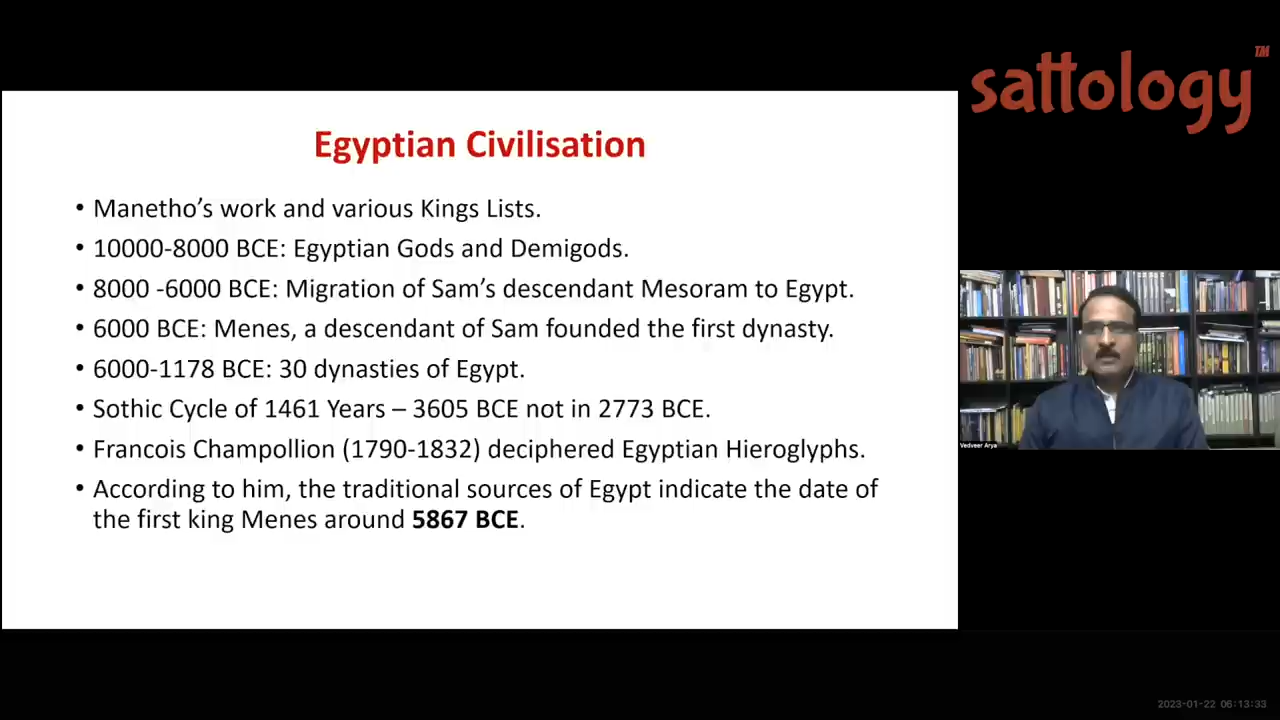 sattology™
Egyptian Civilisation
• Manetho’s work and various Kings Lists.
• 10000-8000 BCE: Egyptian Gods and Demigods.
• 8000 -6000 BCE: Migration of Sam’s descendant Mesoram to Egypt.
• 6000 BCE: Menes, a descendant of Sam founded the first dynasty.
• 6000-1178 BCE: 30 dynasties of Egypt.
• Sothic Cycle of 1461 Years – 3605 BCE not in 2773 BCE.
• Francois Champollion (1790-1832) deciphered Egyptian Hieroglyphs.
• According to him, the traditional sources of Egypt indicate the date of
the first king Menes around 5867 BCE.
Vedveer Arya
2023-01-22 06:13:33